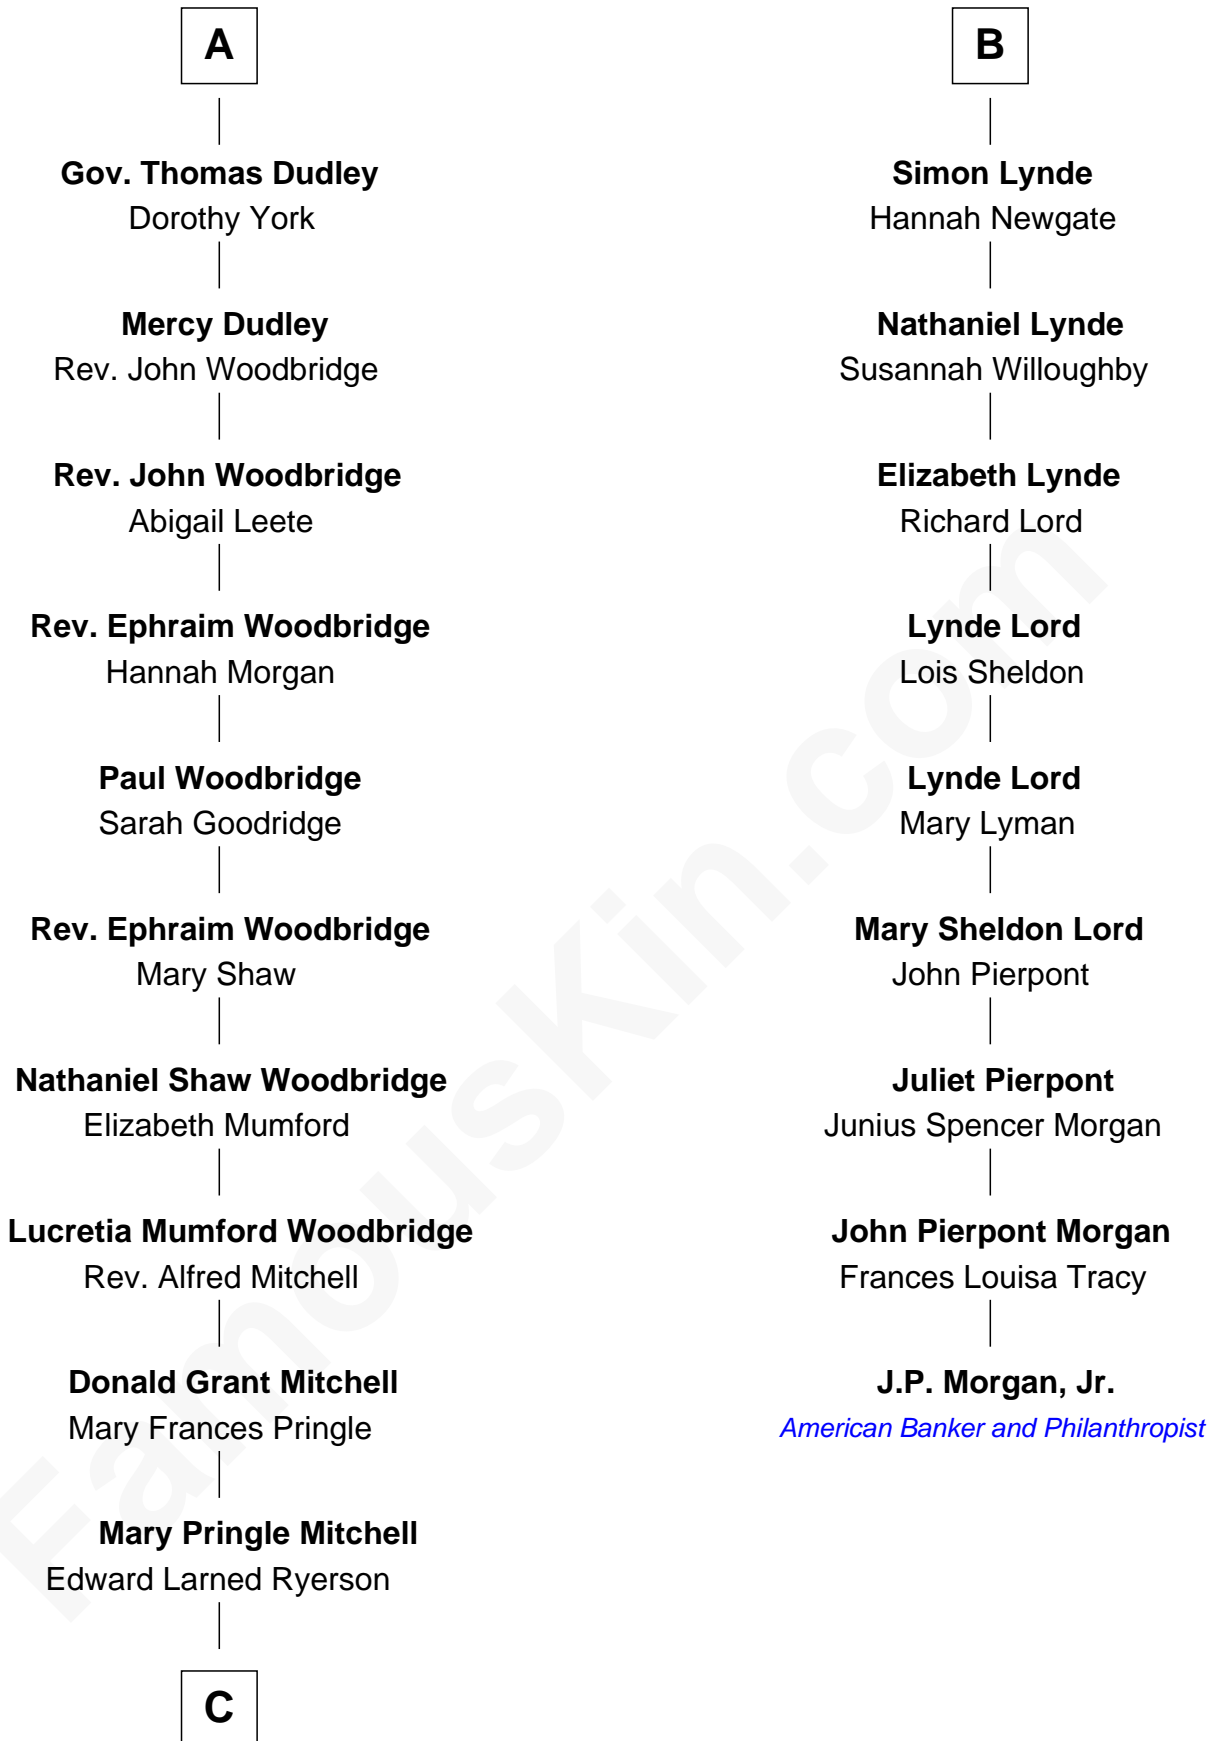 A
Gov. Thomas Dudley
Dorothy York
Mercy Dudley
Rev. John Woodbridge
Rev. John Woodbridge
Abigail Leete
Rev. Ephraim Woodbridge
Hannah Morgan
Paul Woodbridge
Sarah Goodridge
Rev. Ephraim Woodbridge
Mary Shaw
Nathaniel Shaw Woodbridge
Elizabeth Mumford
Lucretia Mumford Woodbridge
Rev. Alfred Mitchell
Donald Grant Mitchell
Mary Frances Pringle
Mary Pringle Mitchell
Edward Larned Ryerson
C
B
Simon Lynde
Hannah Newgate
Nathaniel Lynde
Susannah Willoughby
Elizabeth Lynde
Richard Lord
Lynde Lord
Lois Sheldon
Lynde Lord
Mary Lyman
Mary Sheldon Lord
John Pierpont
Juliet Pierpont
Junius Spencer Morgan
John Pierpont Morgan
Frances Louisa Tracy
J.P. Morgan, Jr.
American Banker and Philanthropist
FamousKin.com